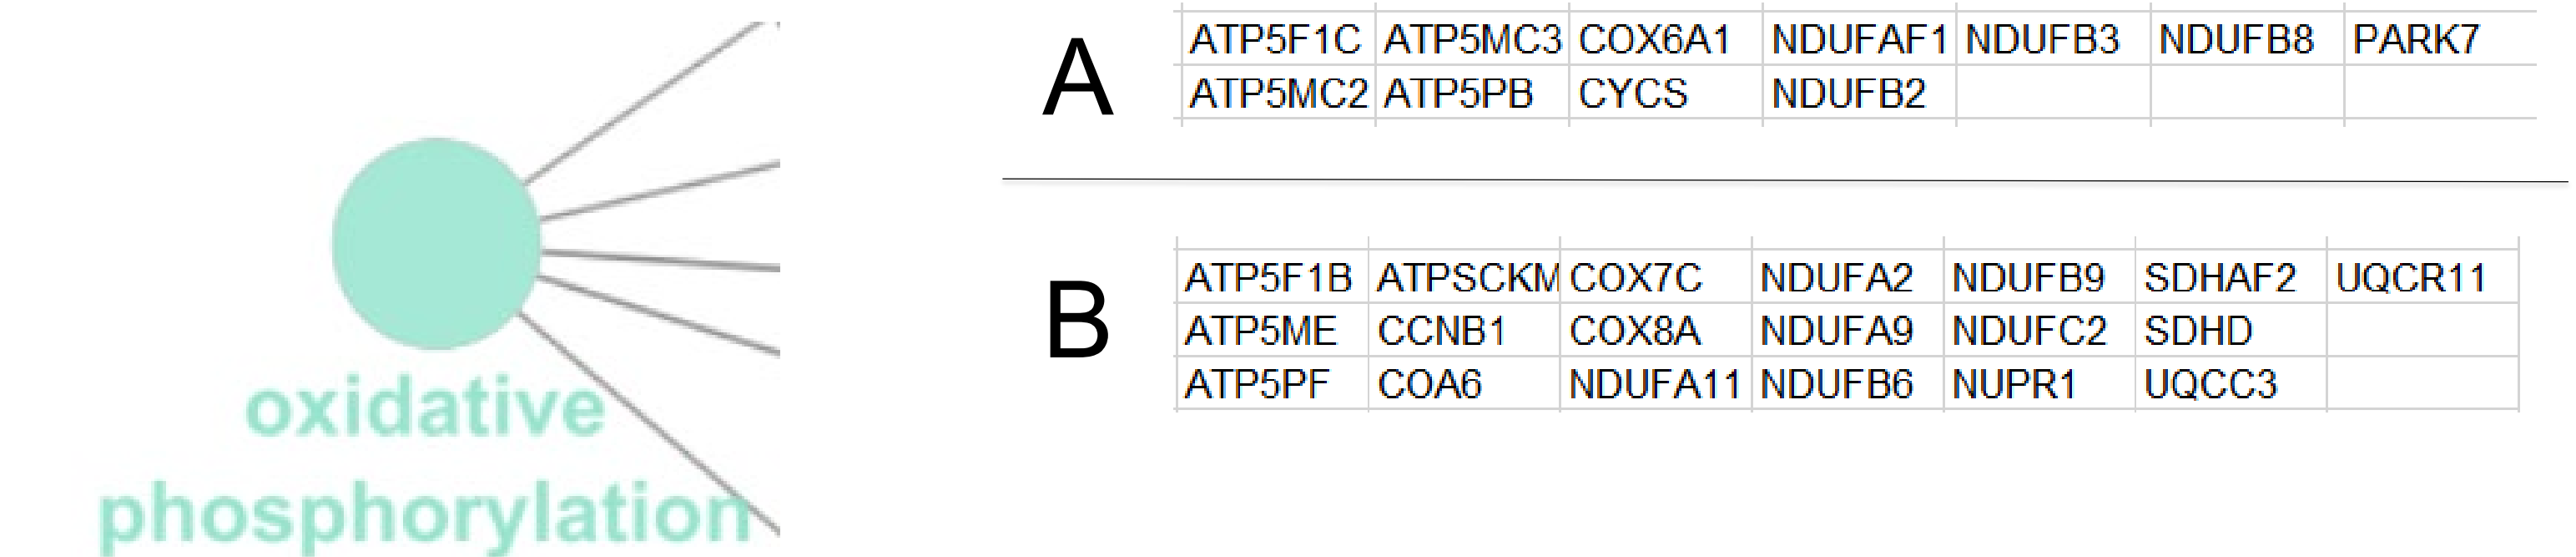 A
ATP5F1C ATP5MC3 COX6A1 NDUFAF1 NDUFB3 NDUFB8 PARK7
ATP5MC2 ATP5PB CYCS NDUFB2
oxidative
phosphorylation
B
ATP5F1B ATPSCKM COX7C NDUFA2 NDUFB9 SDHAF2 UQCR11
ATP5ME CCNB1 COX8A NDUFA9 NDUFC2 SDHD
ATP5PF COA6 NDUFA11 NDUFB6 NUPR1 UQCC3